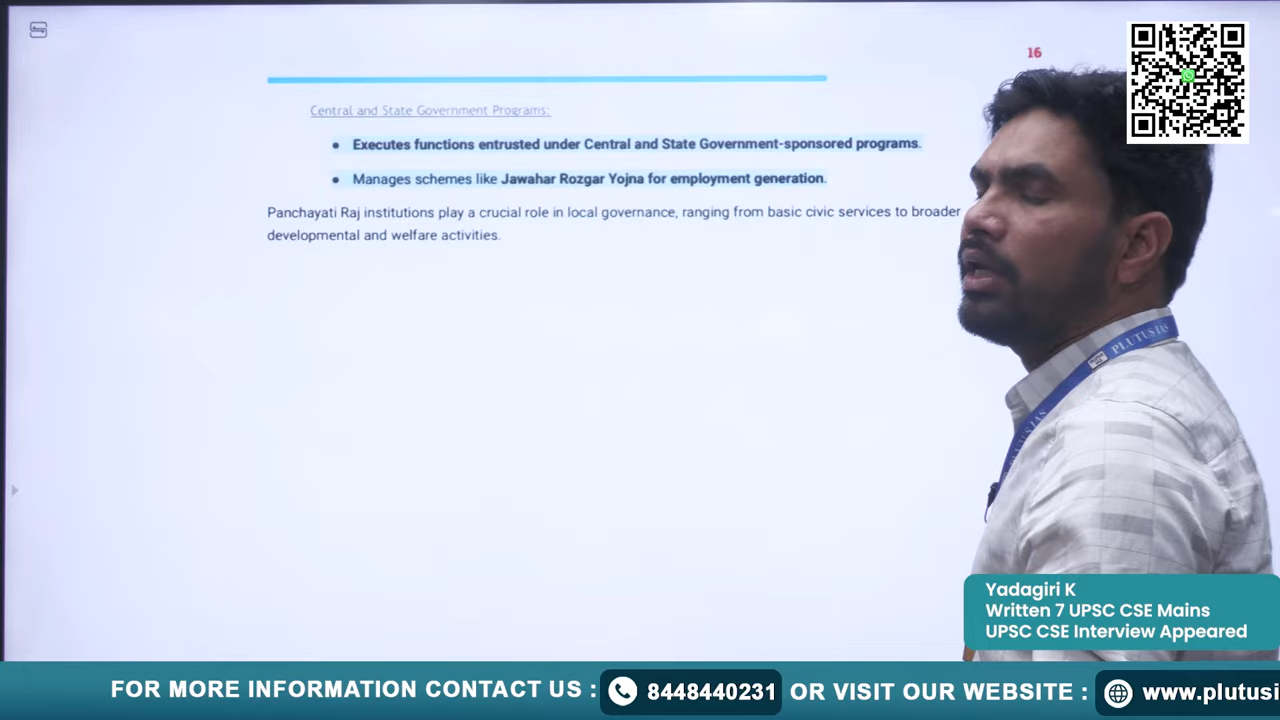 16
Central and State Government Programs:
• Executes functions entrusted under Central and State Government-sponsored programs.
• Manages schemes like Jawahar Rozgar Yojna for employment generation.
Panchayati Raj institutions play a crucial role in local governance, ranging from basic civic services to broader
developmental and welfare activities.
PLUTUS IAS
Yadagiri K
Written 7 UPSC CSE Mains
UPSC CSE Interview Appeared
FOR MORE INFORMATION CONTACT US : 8448440231 OR VISIT OUR WEBSITE : www.plutusi